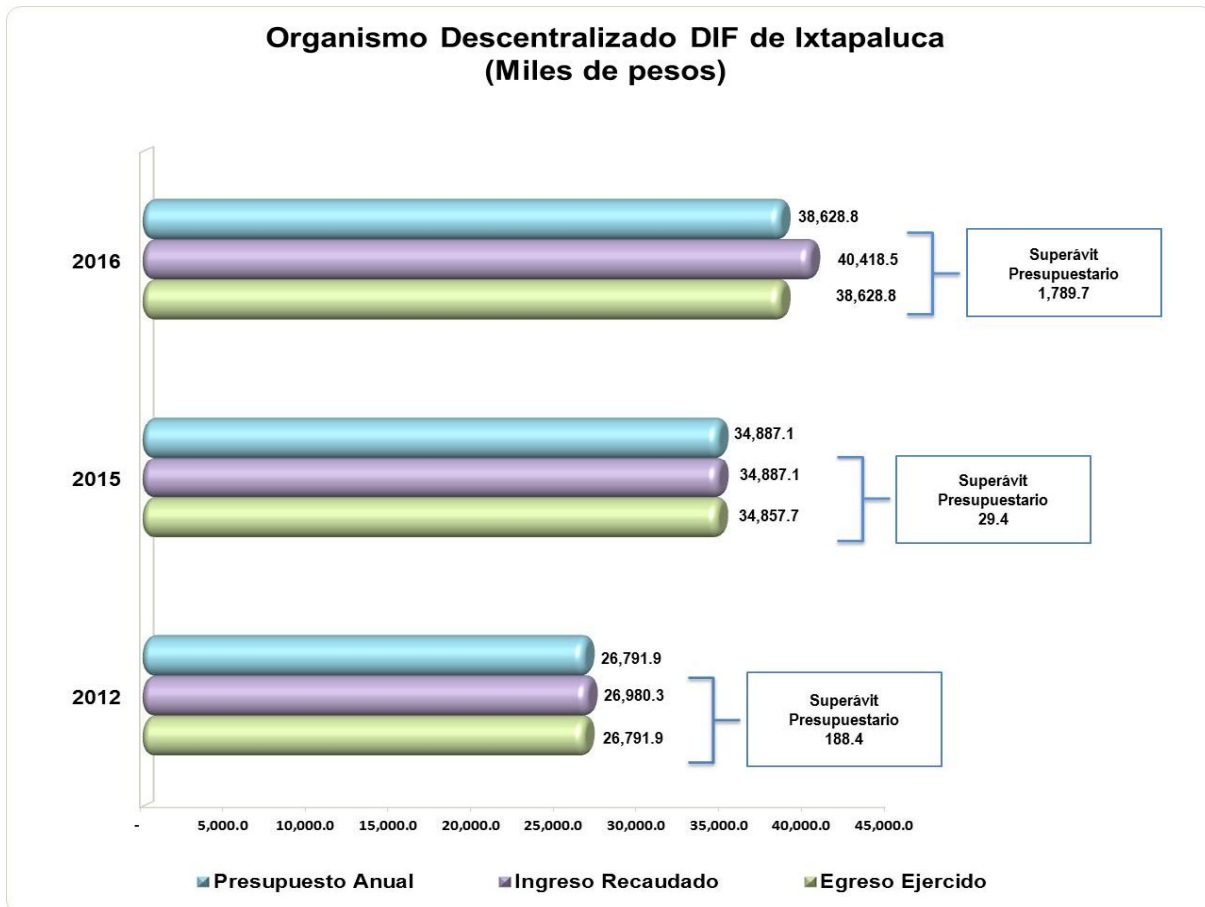 Organismo Descentralizado DIF de Ixtapaluca
(Miles de pesos)
2016
38,628.8
40,418.5
38,628.8
Superávit
Presupuestario
1,789.7
2015
34,887.1
34,887.1
34,857.7
Superávit
Presupuestario
29.4
2012
26,791.9
26,980.3
26,791.9
Superávit
Presupuestario
188.4
- 5,000.0 10,000.0 15,000.0 20,000.0 25,000.0 30,000.0 35,000.0 40,000.0 45,000.0
Presupuesto Anual Ingreso Recaudado Egreso Ejercido